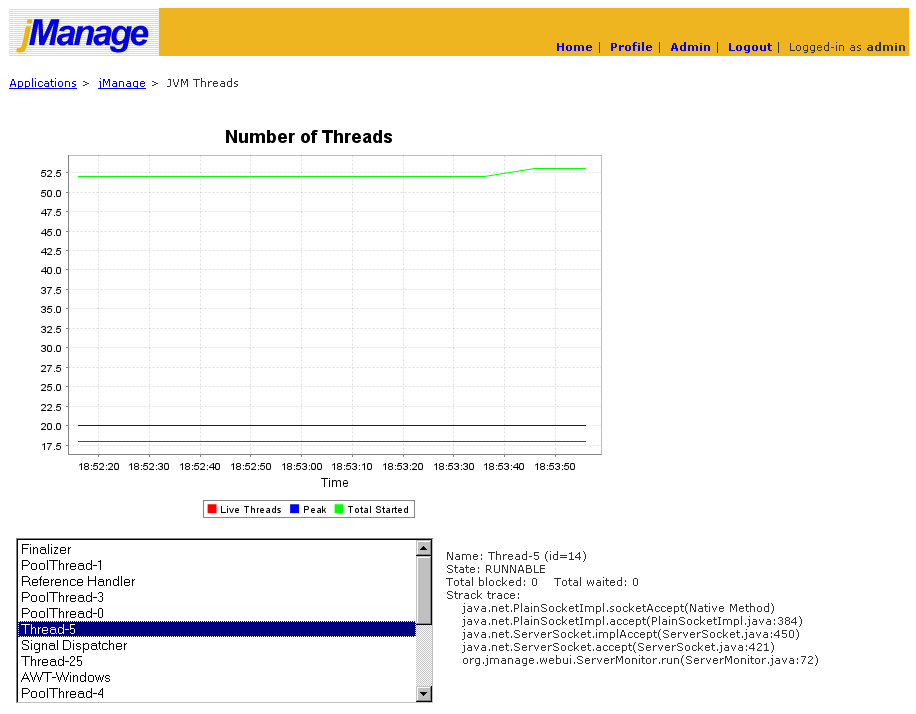 jManage
Home | Profile | Admin | Logout | Logged-in as admin
Applications > jManage > JVM Threads
Number of Threads
52.5
50.0
47.5
45.0
42.5
40.0
37.5
35.0
32.5
30.0
27.5
25.0
22.5
20.0
17.5
18:52:20 18:52:30 18:52:40 18:52:50 18:53:00 18:53:10 18:53:20 18:53:30 18:53:40 18:53:50
Time
Live Threads Peak Total Started
Finalizer
PoolThread-1
Reference Handler
PoolThread-3
PoolThread-0
Thread-5
Signal Dispatcher
Thread-25
AWT-Windows
PoolThread-4
Name: Thread-5 (id=14)
State: RUNNABLE
Total blocked: 0 Total waited: 0
Strack trace:
java.net.PlainSocketImpl.socketAccept(Native Method)
java.net.PlainSocketImpl.accept(PlainSocketImpl.java:384)
java.net.ServerSocket.implAccept(ServerSocket.java:450)
java.net.ServerSocket.accept(ServerSocket.java:421)
org.jmanage.webui.ServerMonitor.run(ServerMonitor.java:72)